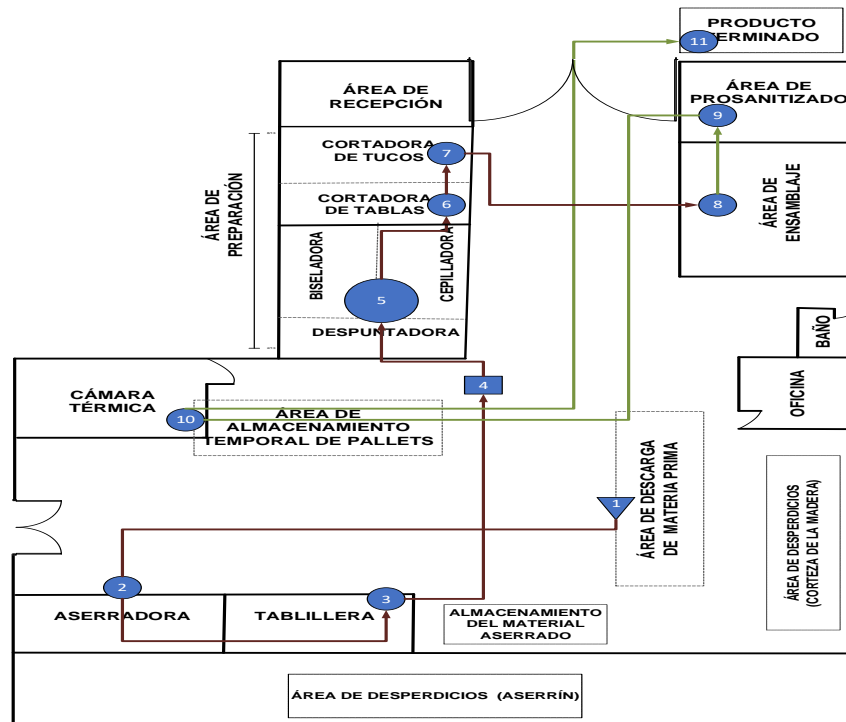 PRODUCTO
TERMINADO
11
ÁREA DE
RECEPCIÓN
ÁREA DE
PROSANITIZADO
9
CORTADORA
DE TUCOS
7
CORTADORA
DE TABLAS
6
ÁREA DE
PREPARACIÓN
8
ÁREA DE
ENSAMBLAJE
BISELADORA
CEPILLADORA
5
DESPUNTADORA
BAÑO
OFICINA
4
CÁMARA
TÉRMICA
10
ÁREA DE
ALMACENAMIENTO
TEMPORAL DE PALLETS
1
ÁREA DE DESCARGA
DE MATERIA PRIMA
ÁREA DE DESPERDICIOS
(CORTEZA DE LA MADERA)
2
ASERRADORA
3
TABLILLERA
ALMACENAMIENTO
DEL MATERIAL
ASERRADO
ÁREA DE DESPERDICIOS (ASERRÍN)